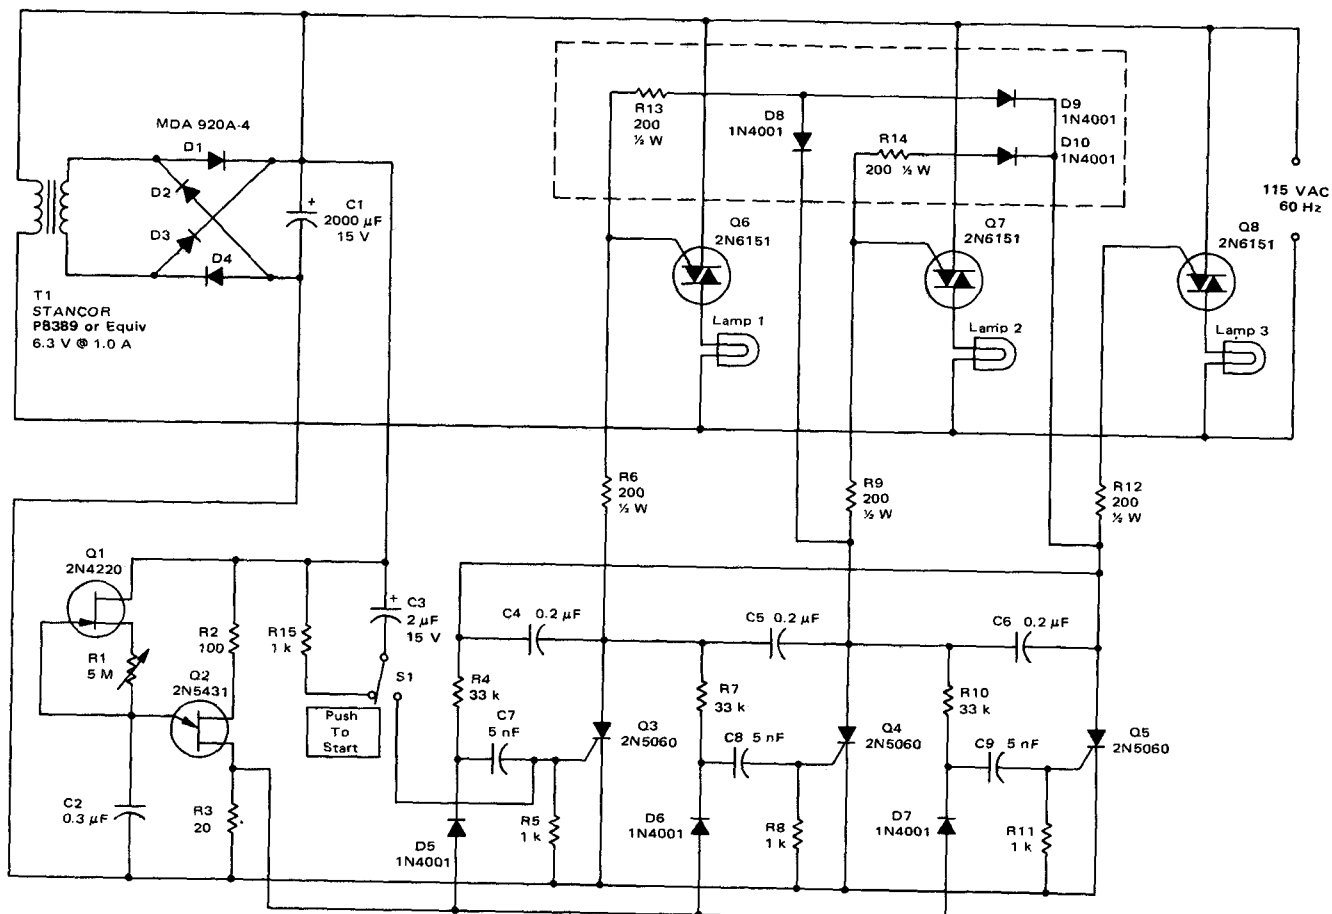 MDA 920A-4
D1
D2
D3
D4
+
C1
2000 µF
15 V
T1
STANCOR
P8389 or Equiv
6.3 V @ 1.0 A
R13
200
½ W
D8
1N4001
D9
1N4001
R14
200 ½ W
D10
1N4001
115 VAC
60 Hz
Q6
2N6151
Q7
2N6151
Q8
2N6151
Lamp 1
Lamp 2
Lamp 3
R6
200
½ W
R9
200
½ W
R12
200
½ W
Q1
2N4220
R1
5 M
R2
100
Q2
2N5431
R15
1 k
+
C3
2 µF
15 V
S1
Push
To
Start
C2
0.3 µF
R3
20
C4 0.2 µF
C5 0.2 µF
C6 0.2 µF
R4
33 k
R7
33 k
R10
33 k
C7
5 nF
C8 5 nF
C9 5 nF
Q3
2N5060
Q4
2N5060
Q5
2N5060
D5
1N4001
R5
1 k
D6
1N4001
R8
1 k
D7
1N4001
R11
1 k